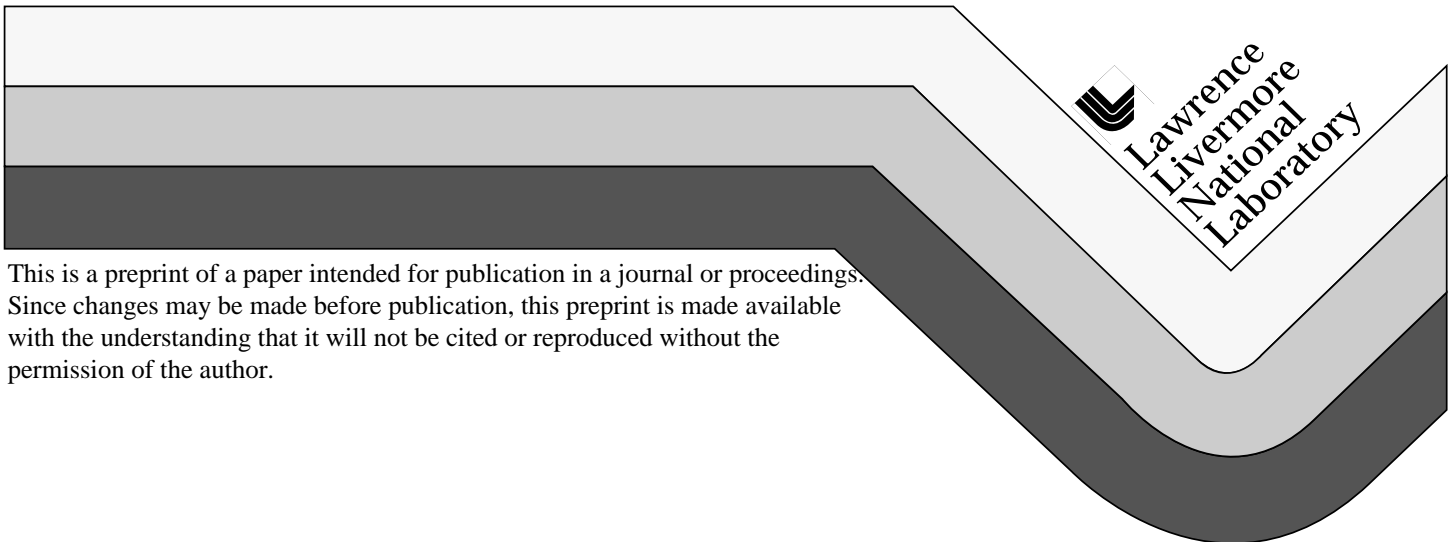 Lawrence
Livermore
National
Laboratory
This is a preprint of a paper intended for publication in a journal or proceedings.
Since changes may be made before publication, this preprint is made available
with the understanding that it will not be cited or reproduced without the
permission of the author.